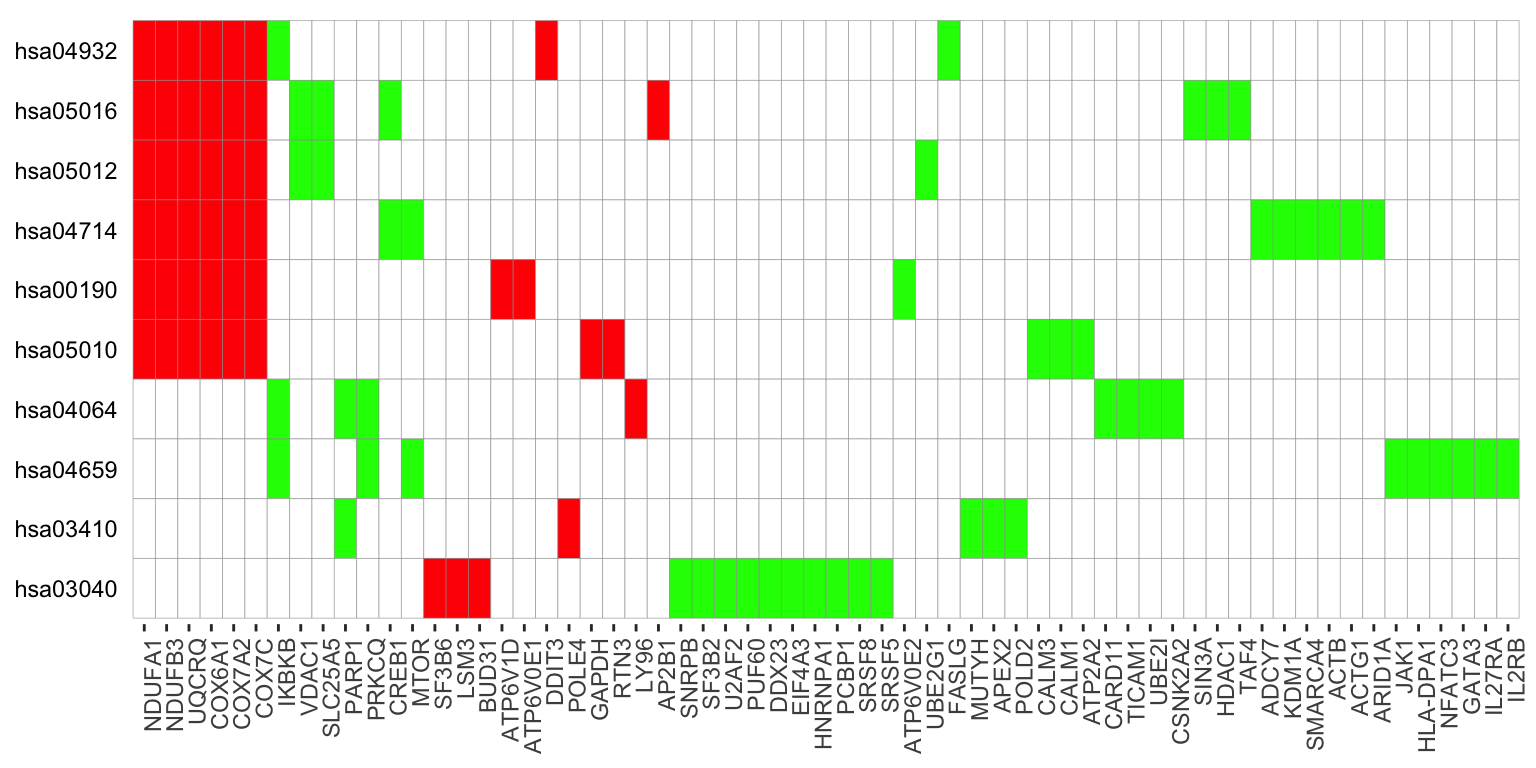 hsa04932
hsa05016
hsa05012
hsa04714
hsa00190
hsa05010
hsa04064
hsa04659
hsa03410
hsa03040
NDUFA1
NDUFB3
UQCRQ
COX6A1
COX7A2
COX7C
IKBKB
VDAC1
SLC25A5
PARP1
PRKCQ
CREB1
MTOR
SF3B6
LSM3
BUD31
ATP6V1D
ATP6V0E1
DDIT3
POLE4
GAPDH
RTN3
LY96
AP2B1
SNRPB
SF3B2
U2AF2
PUF60
DDX23
EIF4A3
HNRNPA1
PCBP1
SRSF8
SRSF5
ATP6V0E2
UBE2G1
FASLG
MUTYH
APEX2
POLD2
CALM3
CALM1
ATP2A2
CARD11
TICAM1
UBE2I
CSNK2A2
SIN3A
HDAC1
TAF4
ADCY7
KDM1A
SMARCA4
ACTB
ACTG1
ARID1A
JAK1
HLA-DPA1
NFATC3
GATA3
IL27RA
IL2RB